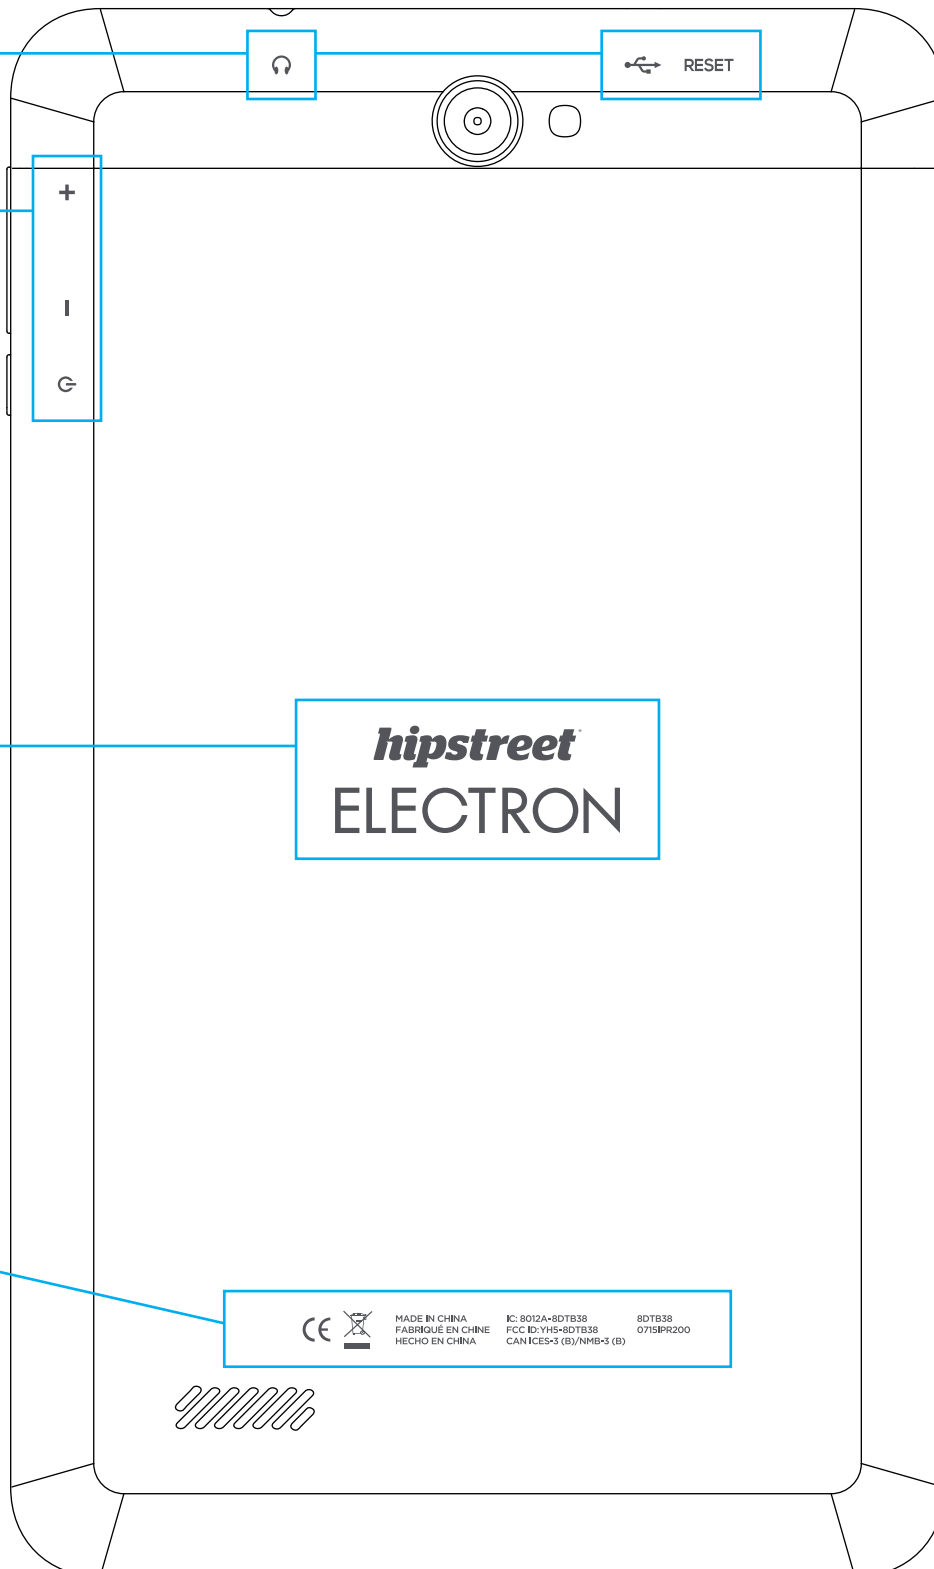 RESET
hipstreet
ELECTRON
MADE IN CHINA
FABRIQUÉ EN CHINE
HECHO EN CHINA
IC: 8012A-8DTB38
FCC ID: YH5-8DTB38
CAN ICES-3 (B)/NMB-3 (B)
8DTB38
0715IPR200